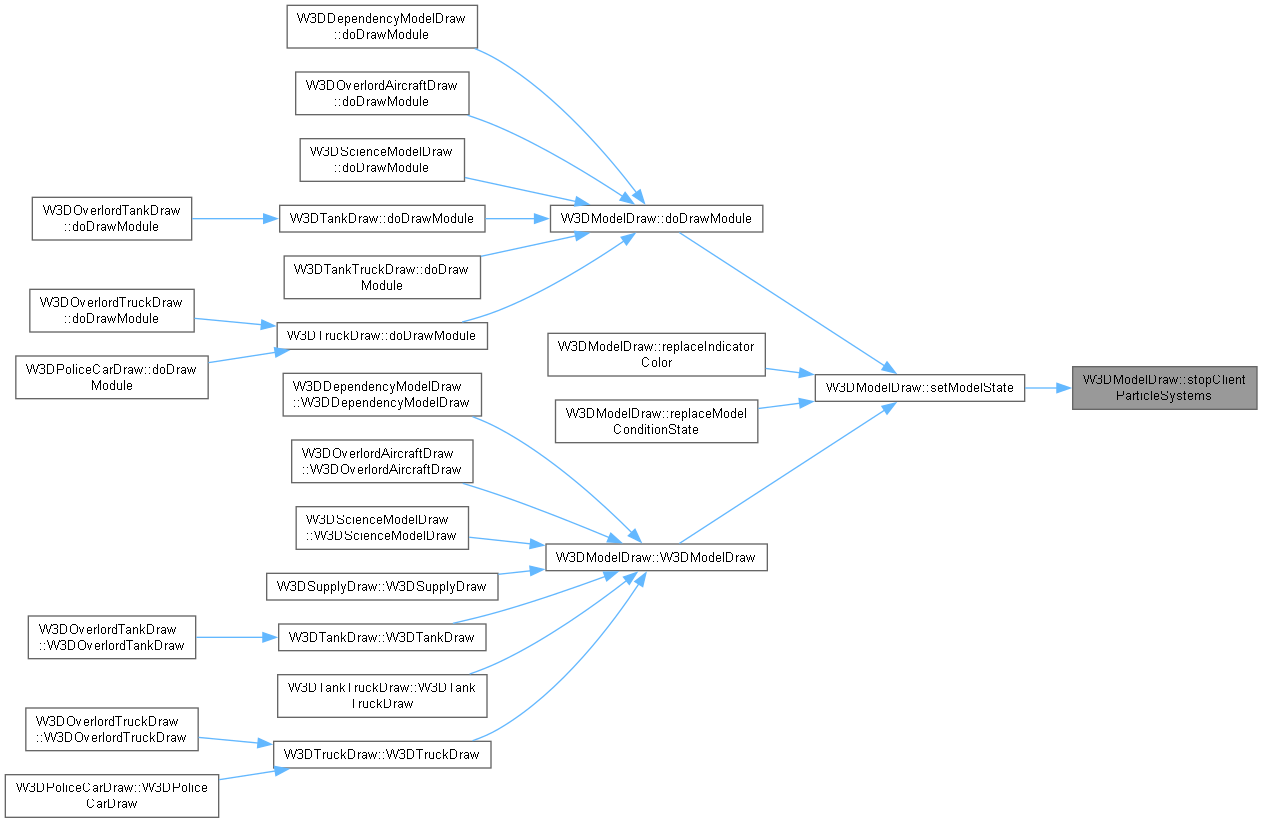 W3DDependencyModelDraw
::doDrawModule
W3DOverlordAircraftDraw
::doDrawModule
W3DScienceModelDraw
::doDrawModule
W3DOverlordTankDraw
::doDrawModule
W3DTankDraw::doDrawModule
W3DModelDraw::doDrawModule
W3DTankTruckDraw::doDraw
Module
W3DOverlordTruckDraw
::doDrawModule
W3DTruckDraw::doDrawModule
W3DPoliceCarDraw::doDraw
Module
W3DModelDraw::replaceIndicator
Color
W3DModelDraw::setModelState
W3DModelDraw::stopClient
ParticleSystems
W3DDependencyModelDraw
::W3DDependencyModelDraw
W3DModelDraw::replaceModel
ConditionState
W3DOverlordAircraftDraw
::W3DOverlordAircraftDraw
W3DScienceModelDraw
::W3DScienceModelDraw
W3DModelDraw::W3DModelDraw
W3DSupplyDraw::W3DSupplyDraw
W3DOverlordTankDraw
::W3DOverlordTankDraw
W3DTankDraw::W3DTankDraw
W3DTankTruckDraw::W3DTank
TruckDraw
W3DOverlordTruckDraw
::W3DOverlordTruckDraw
W3DTruckDraw::W3DTruckDraw
W3DPoliceCarDraw::W3DPolice
CarDraw